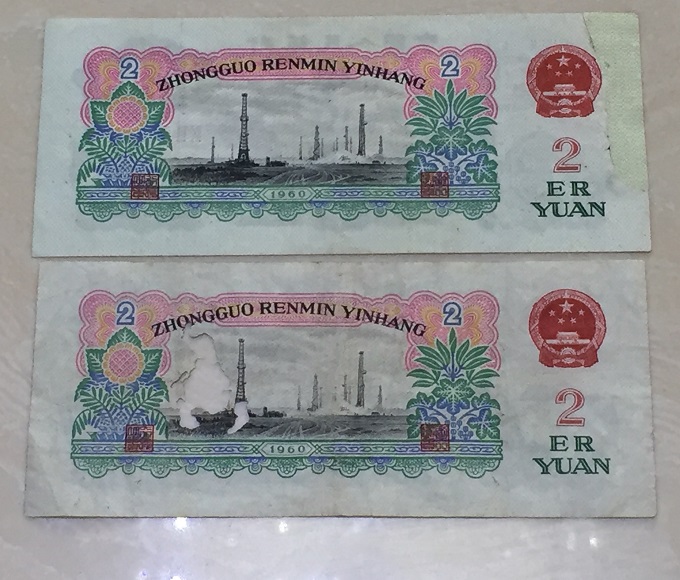 2 ZHONGGUO RENMIN YINHANG 2
1960
2
ER
YUAN
2 ZHONGGUO RENMIN YINHANG 2
1960
2
ER
YUAN